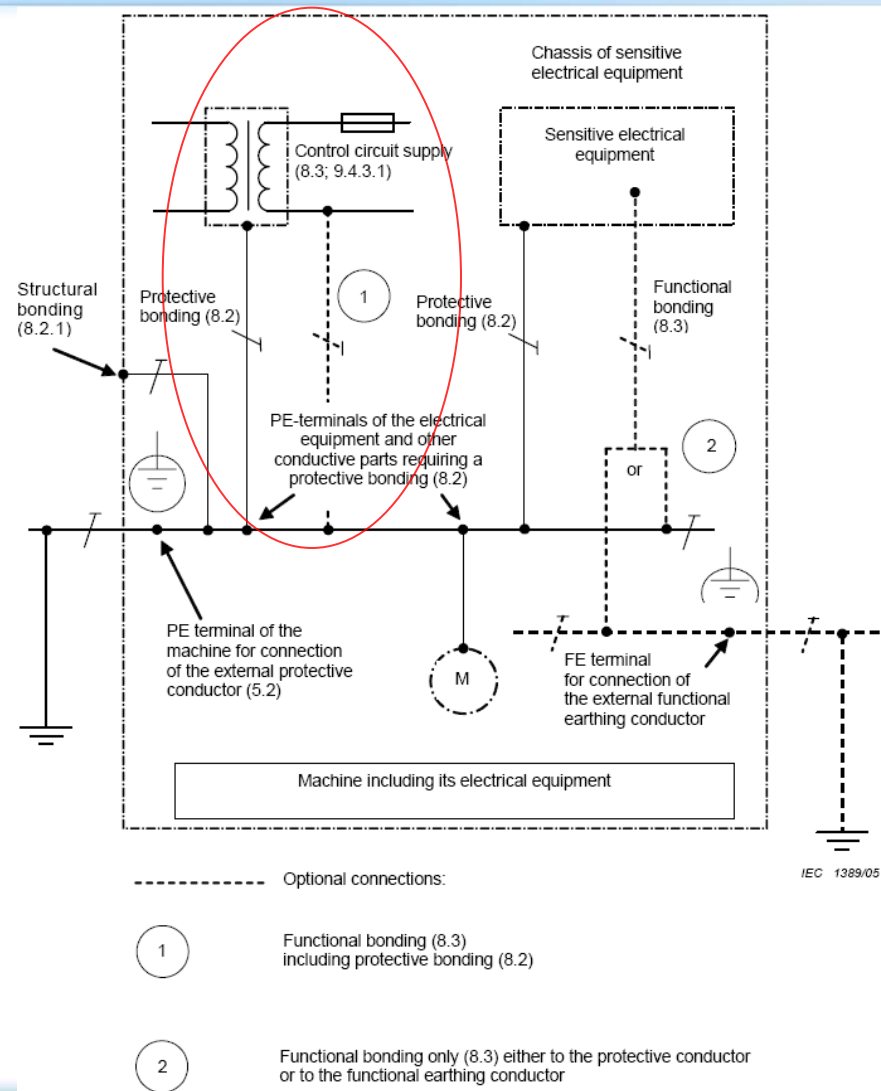 Chassis of sensitive
electrical equipment
Sensitive electrical
equipment
Control circuit supply
(8.3; 9.4.3.1)
Structural
bonding
(8.2.1)
Protective
bonding (8.2)
1
Protective
bonding (8.2)
Functional
bonding
(8.3)
PE-terminals of the electrical
equipment and other
conductive parts requiring a
protective bonding (8.2)
2
or
PE terminal of the
machine for connection
of the external protective
conductor (5.2)
M
FE terminal
for connection of
the external functional
earthing conductor
Machine including its electrical equipment
IEC 1389/05
Optional connections:
1
Functional bonding (8.3)
including protective bonding (8.2)
2
Functional bonding only (8.3) either to the protective conductor
or to the functional earthing conductor